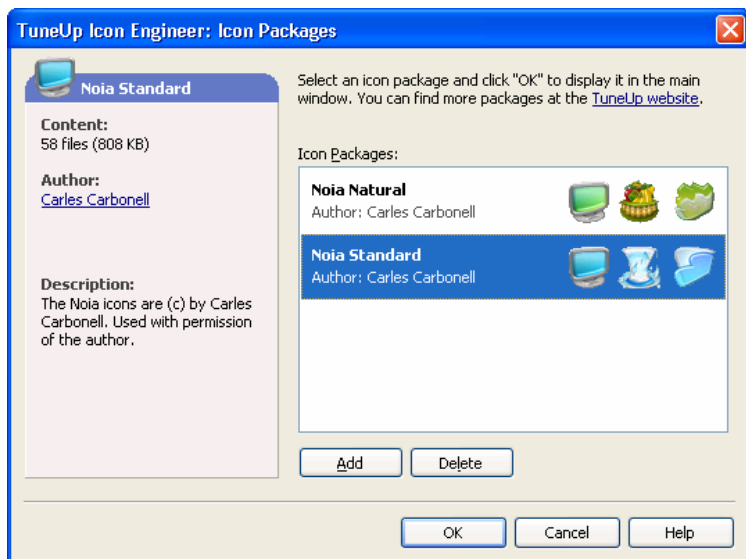 TuneUp Icon Engineer: Icon Packages
Noia Standard
Content:
58 files (808 KB)
Author:
Carles Carbonell
Description:
The Noia icons are (c) by Carles
Carbonell. Used with permission
of the author.
Select an icon package and click "OK" to display it in the main
window. You can find more packages at the TuneUp website.
Icon Packages:
Noia Natural
Author: Carles Carbonell
Noia Standard
Author: Carles Carbonell
Add
Delete
OK
Cancel
Help